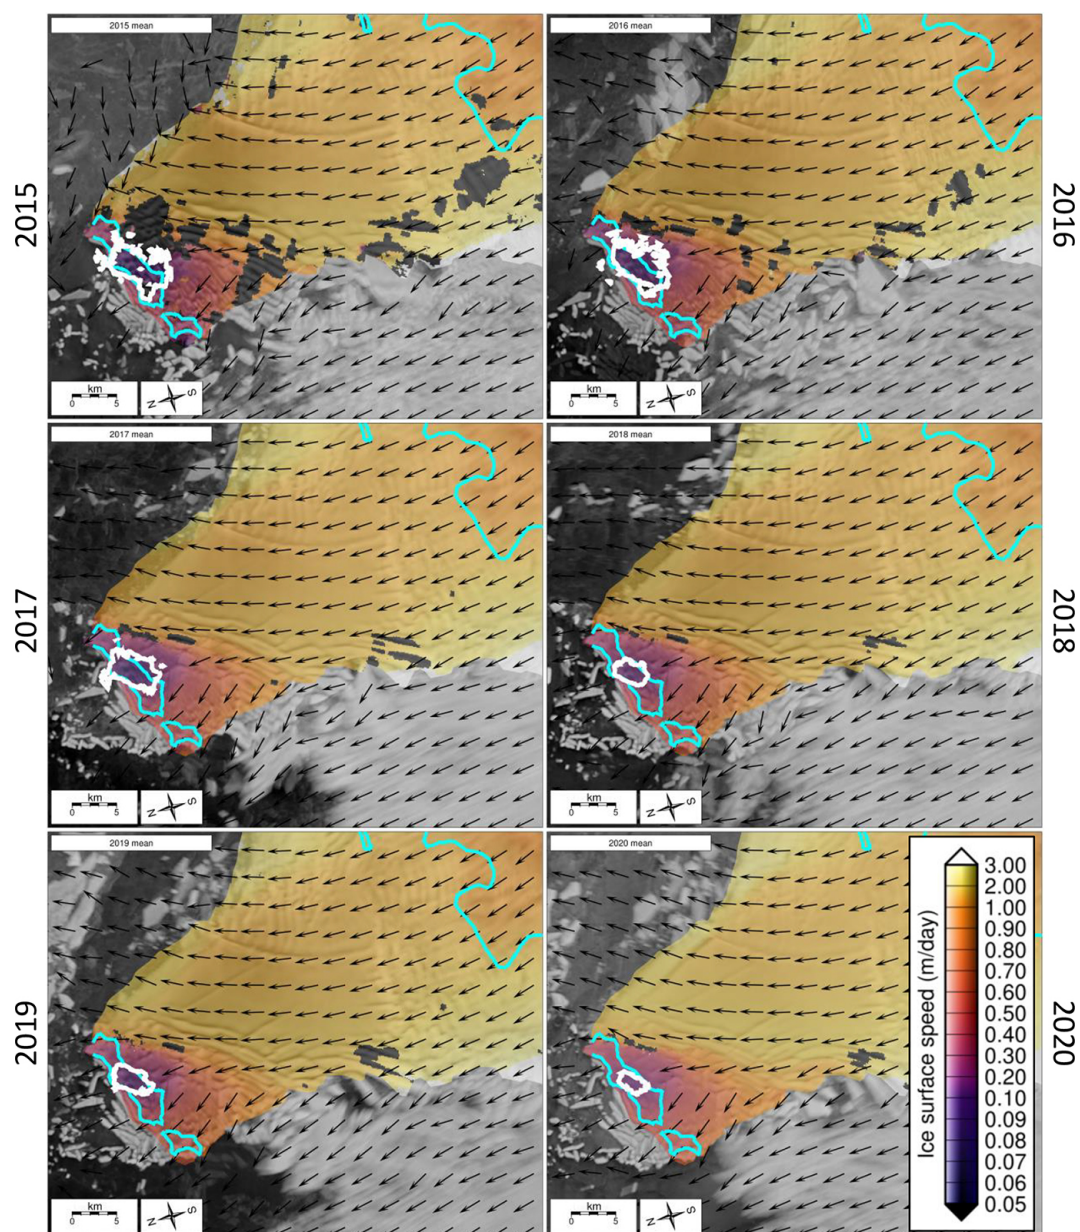 2015 mean
2016 mean
2015
2016
km
0 5
N S
km
0 5
N S
2017 mean
2018 mean
2017
2018
km
0 5
N S
km
0 5
N S
2019 mean
2020 mean
2019
2020
km
0 5
N S
km
0 5
N S
Ice surface speed (m/day)
3.00
2.00
1.00
0.90
0.80
0.70
0.60
0.50
0.40
0.30
0.20
0.10
0.09
0.08
0.07
0.06
0.05